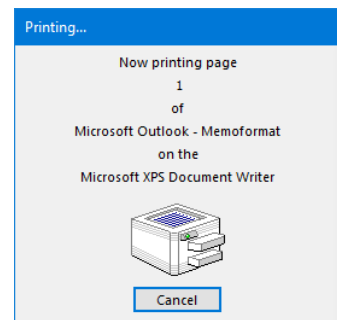 Printing...
Now printing page
1
of
Microsoft Outlook - Memoformat
on the
Microsoft XPS Document Writer
Cancel